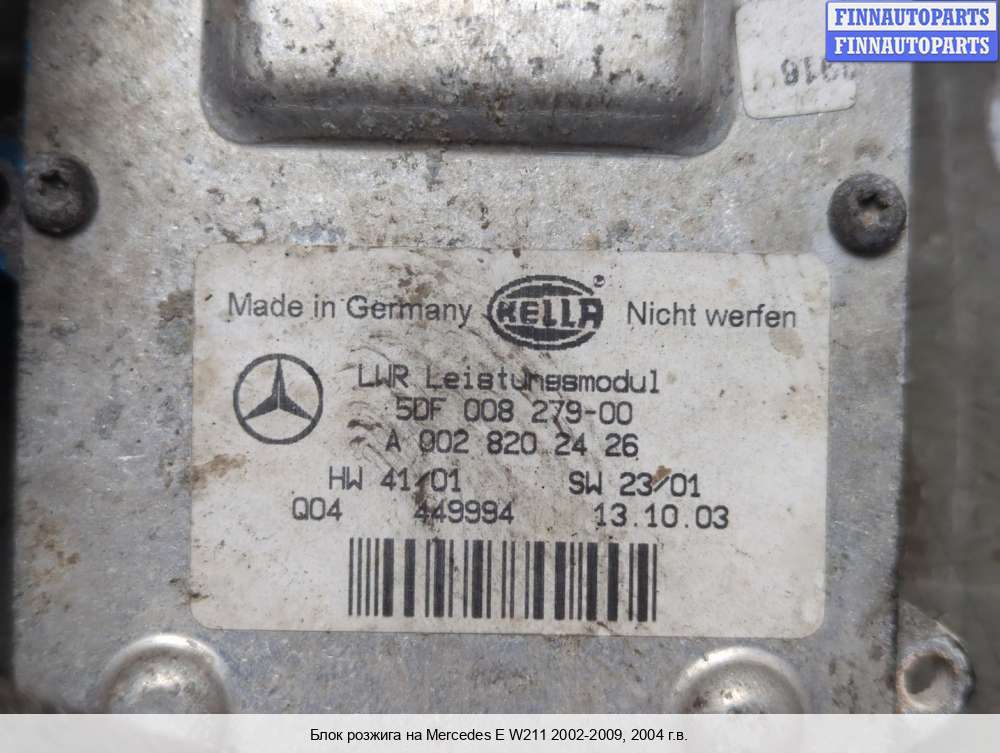 FINNAUTOPARTS
FINNAUTOPARTS
Made in Germany HELLA Nicht werfen
LWR Leistungsmodul
5DF 008 279-00
A 002 820 24 26
HW 41/01 SW 23/01
Q04 449994 13.10.03
Блок розжига на Mercedes E W211 2002-2009, 2004 г.в.